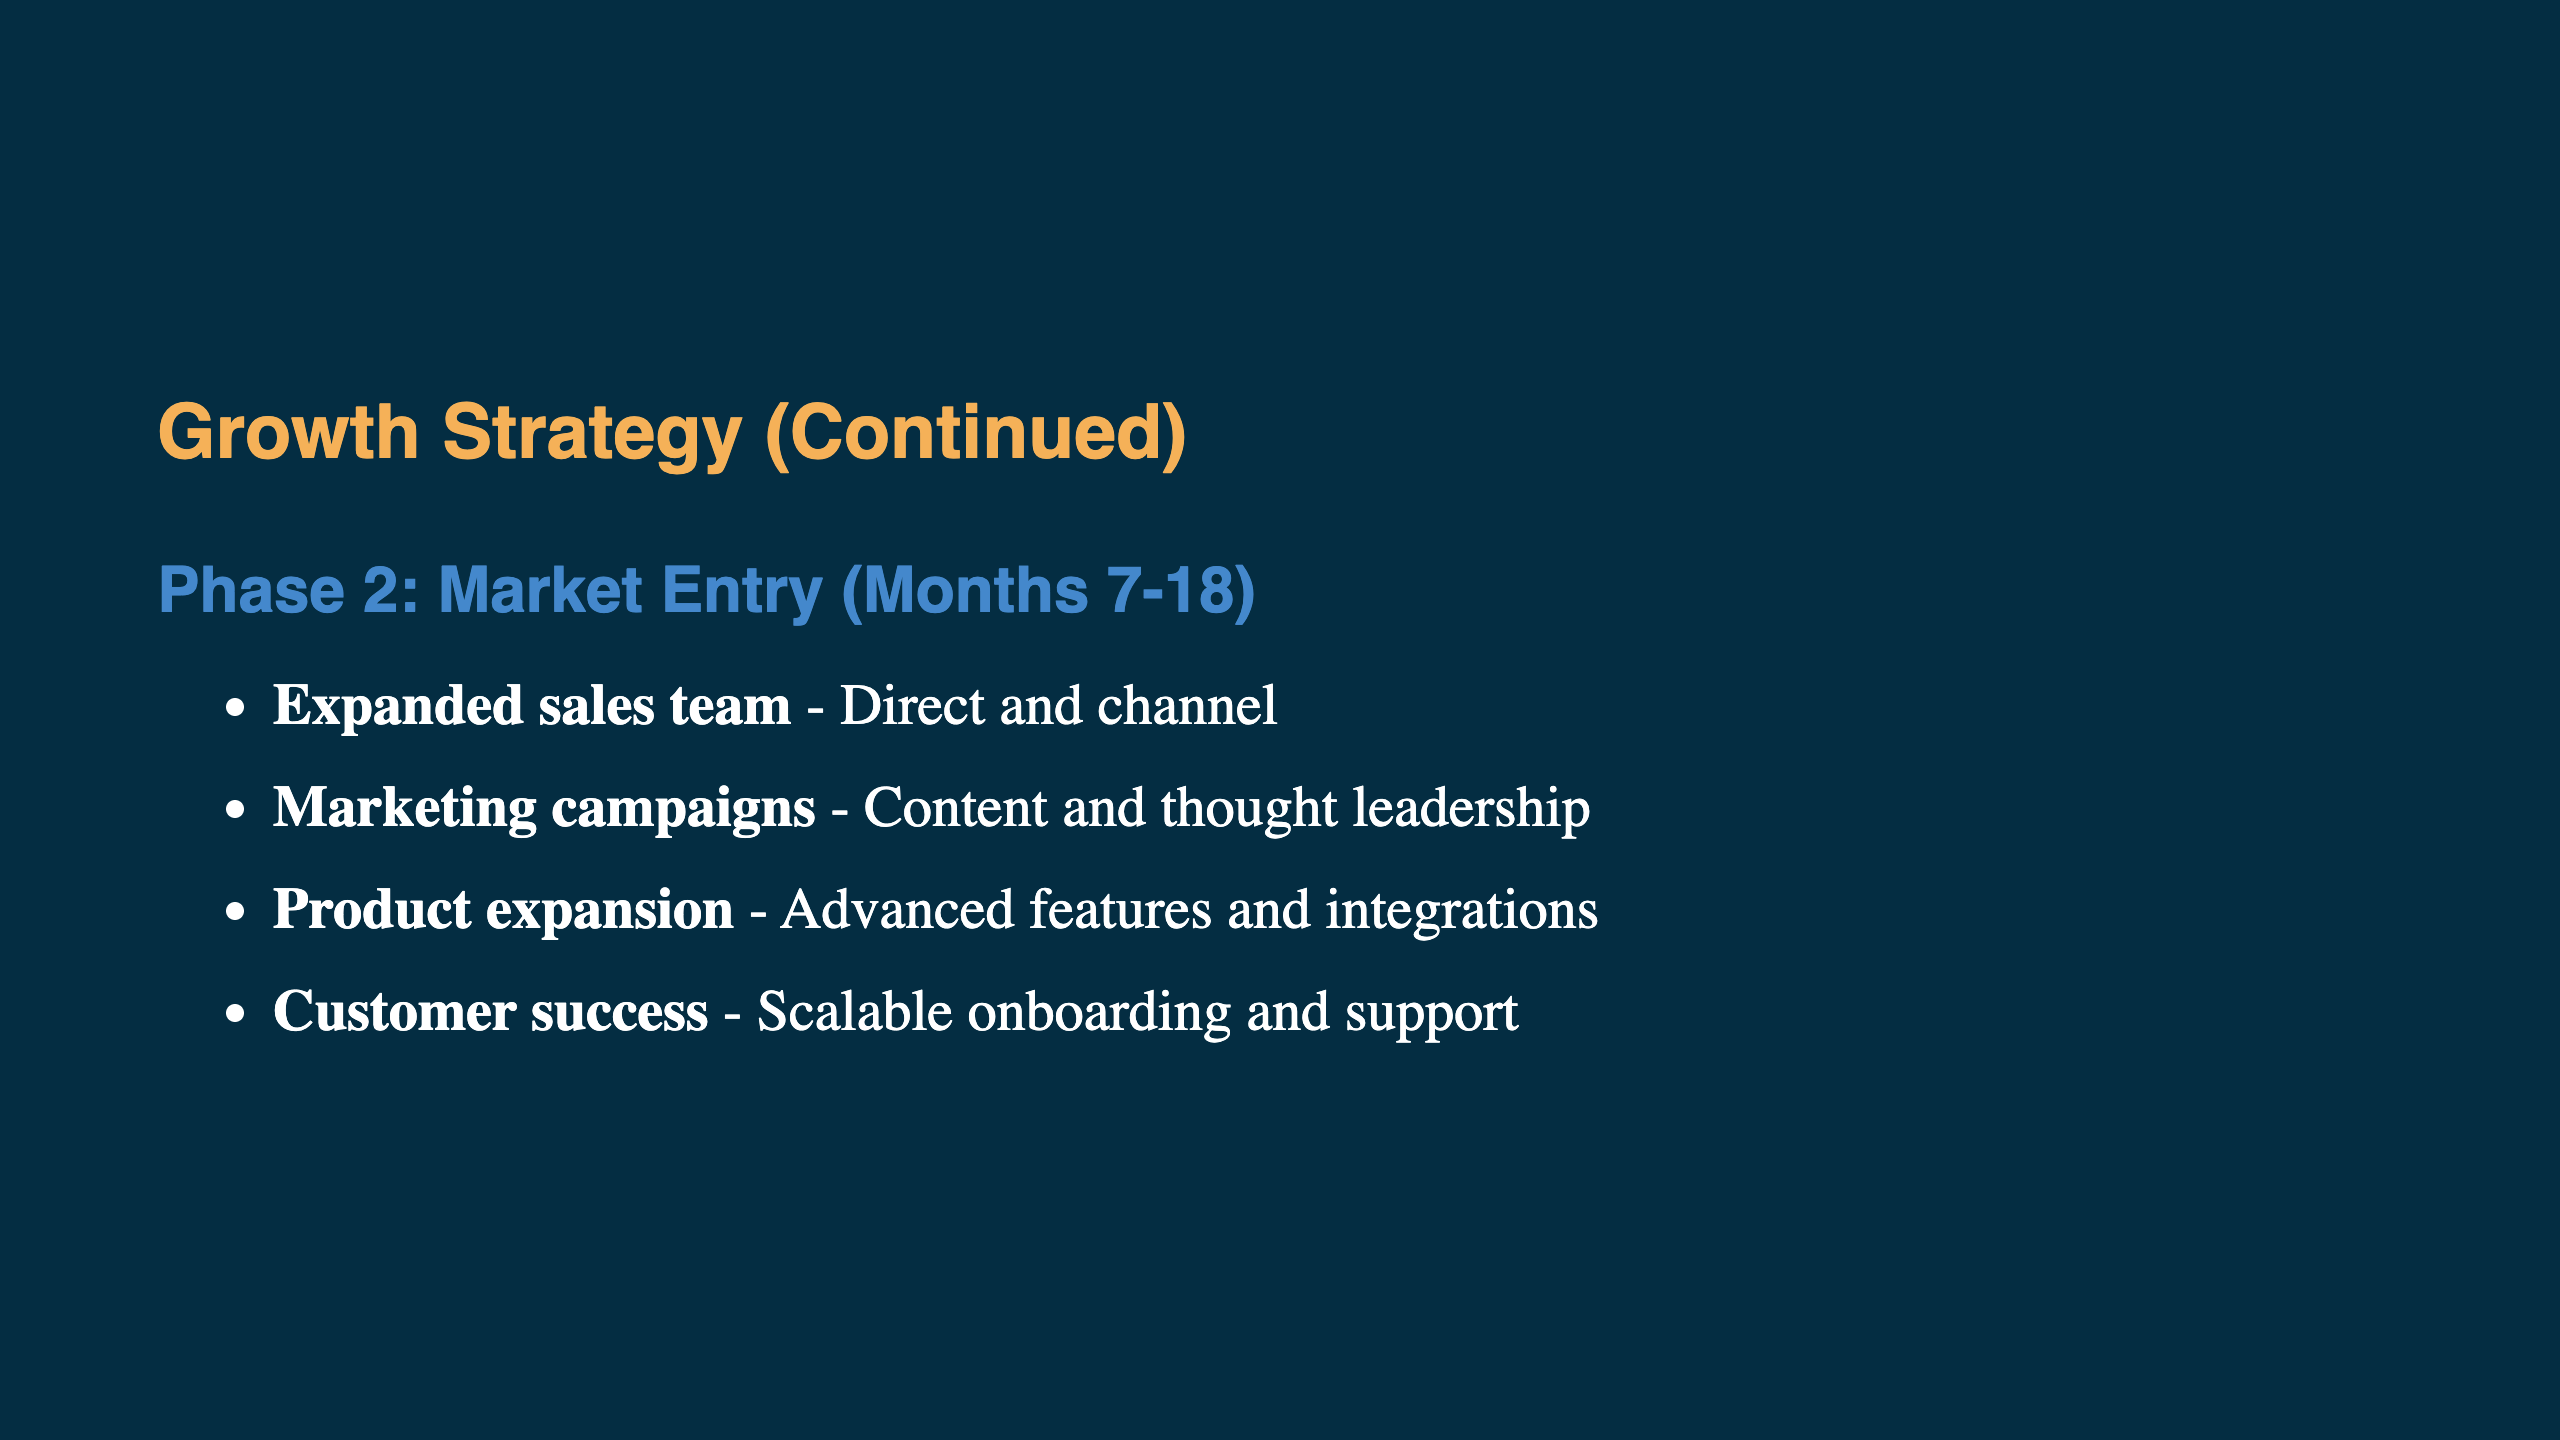 Growth Strategy (Continued)
Phase 2: Market Entry (Months 7-18)
• Expanded sales team - Direct and channel
• Marketing campaigns - Content and thought leadership
• Product expansion - Advanced features and integrations
• Customer success - Scalable onboarding and support